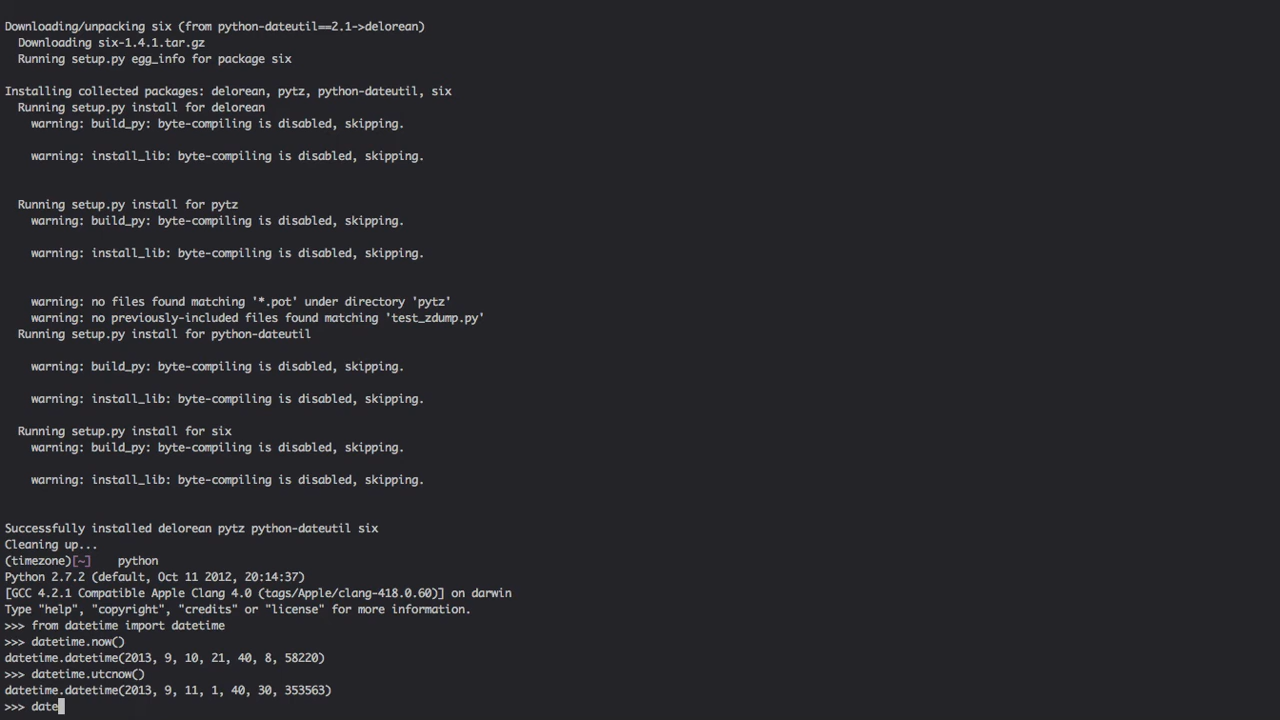 Downloading/unpacking six (from python-dateutil==2.1->delorean)
Downloading six-1.4.1.tar.gz
Running setup.py egg_info for package six
Installing collected packages: delorean, pytz, python-dateutil, six
Running setup.py install for delorean
warning: build_py: byte-compiling is disabled, skipping.
warning: install_lib: byte-compiling is disabled, skipping.
Running setup.py install for pytz
warning: build_py: byte-compiling is disabled, skipping.
warning: install_lib: byte-compiling is disabled, skipping.
warning: no files found matching '*.pot' under directory 'pytz'
warning: no previously-included files found matching 'test_zdump.py'
Running setup.py install for python-dateutil
warning: build_py: byte-compiling is disabled, skipping.
warning: install_lib: byte-compiling is disabled, skipping.
Running setup.py install for six
warning: build_py: byte-compiling is disabled, skipping.
warning: install_lib: byte-compiling is disabled, skipping.
Successfully installed delorean pytz python-dateutil six
Cleaning up...
(timezone)[~] python
Python 2.7.2 (default, Oct 11 2012, 20:14:37)
[GCC 4.2.1 Compatible Apple Clang 4.0 (tags/Apple/clang-418.0.60)] on darwin
Type "help", "copyright", "credits" or "license" for more information.
>>> from datetime import datetime
>>> datetime.now()
datetime.datetime(2013, 9, 10, 21, 40, 8, 58220)
>>> datetime.utcnow()
datetime.datetime(2013, 9, 11, 1, 40, 30, 353563)
>>> date